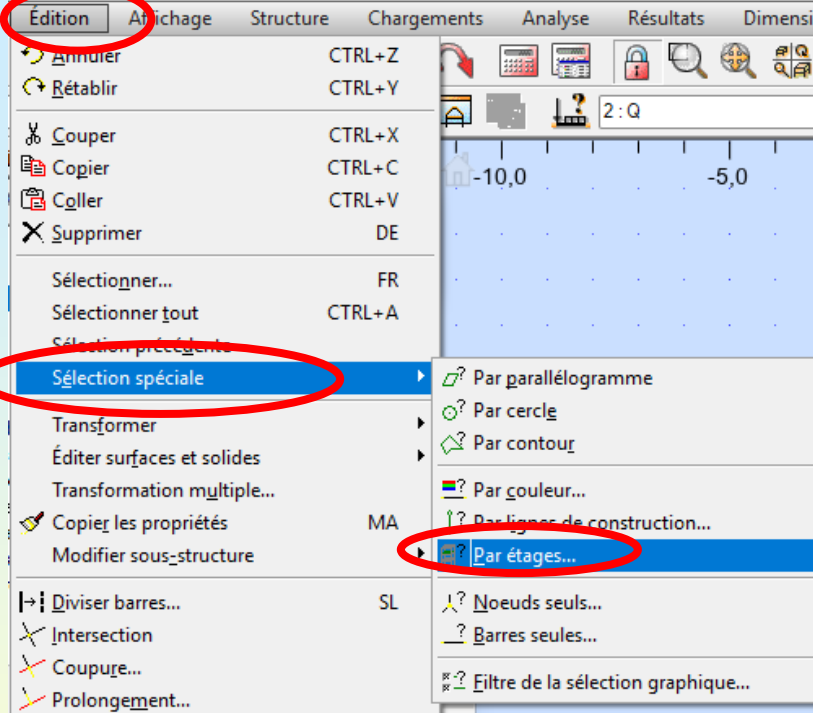 Édition Affichage Structure Chargements Analyse Résultats Dimensi
Annuler CTRL+Z
Rétablir CTRL+Y
2 : Q
Couper CTRL+X
Copier CTRL+C
Coller CTRL+V
Supprimer DE
-10,0 -5,0
Sélectionner... FR
Sélectionner tout CTRL+A
Sélection précédente
Sélection spéciale
Par parallélogramme
Par cercle
Par contour
Transformer
Éditer surfaces et solides
Transformation multiple...
Par couleur...
Copier les propriétés MA
Par lignes de construction...
Modifier sous-structure
Par étages...
Diviser barres... SL
Noeuds seuls...
Intersection
Barres seules...
Coupure...
Filtre de la sélection graphique...
Prolongement...